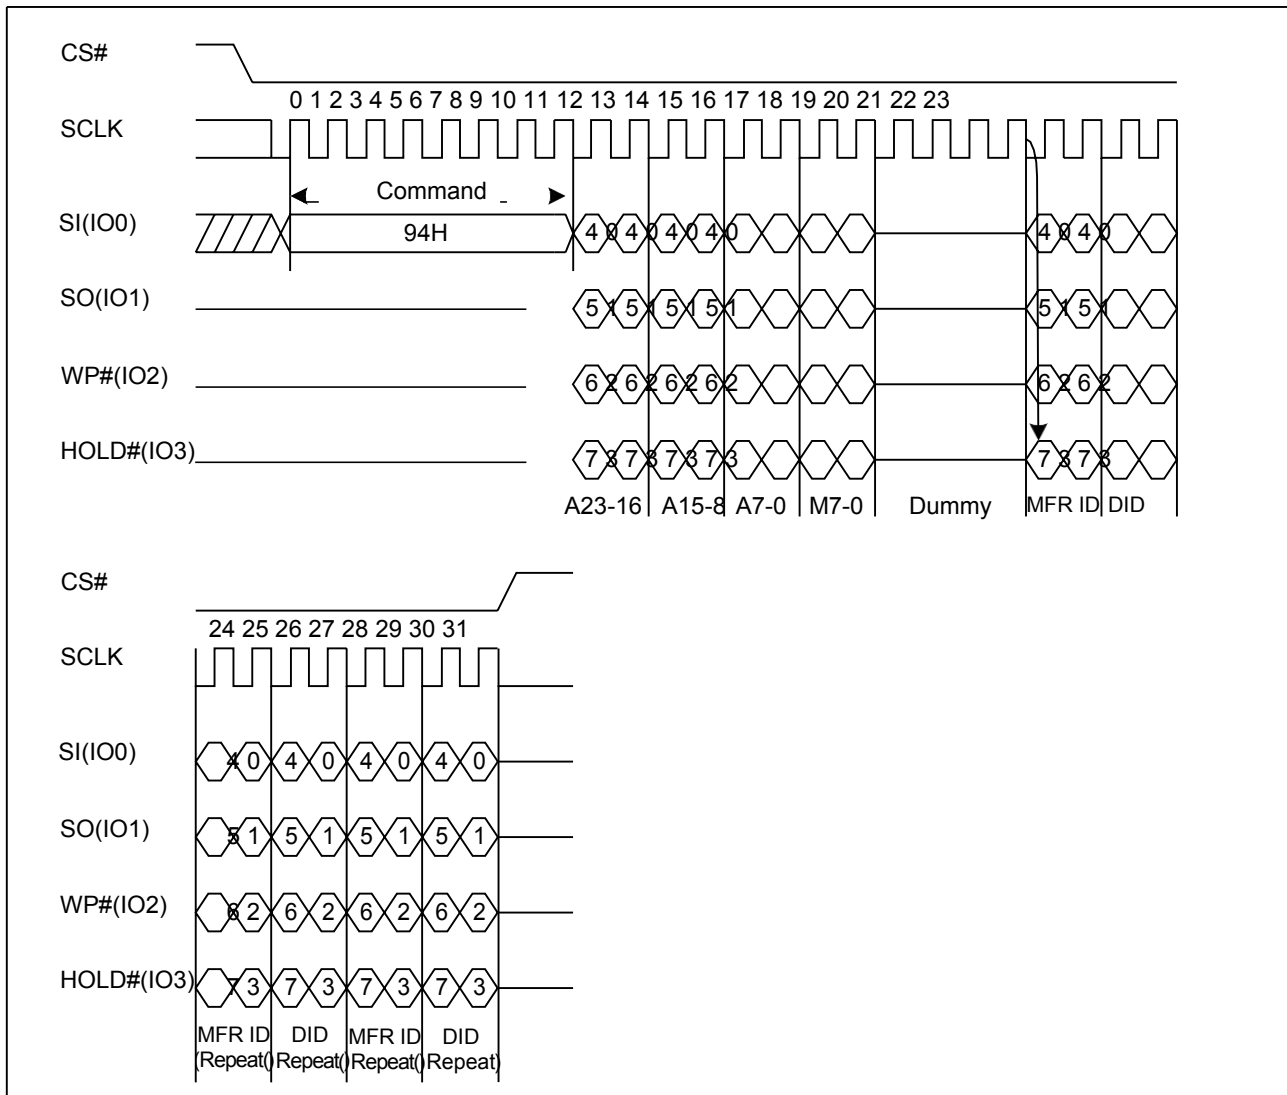 CS#
0 1 2 3 4 5 6 7 8 9 10 11 12 13 14 15 16 17 18 19 20 21 22 23
SCLK
Command
SI(IO0) 94H 4 0 4 0 4 0 4 0 4 0 4 0
SO(IO1) 5 1 5 1 5 1 5 1 5 1 5 1
WP#(IO2) 6 2 6 2 6 2 6 2 6 2 6 2
HOLD#(IO3) 7 3 7 3 7 3 7 3 7 3 7 3
A23-16 A15-8 A7-0 M7-0 Dummy MFR ID DID
CS#
24 25 26 27 28 29 30 31
SCLK
SI(IO0) 4 0 4 0 4 0 4 0
SO(IO1) 5 1 5 1 5 1 5 1
WP#(IO2) 6 2 6 2 6 2 6 2
HOLD#(IO3) 7 3 7 3 7 3 7 3
MFR ID DID MFR ID DID
(Repeat() Repeat() Repeat() Repeat)